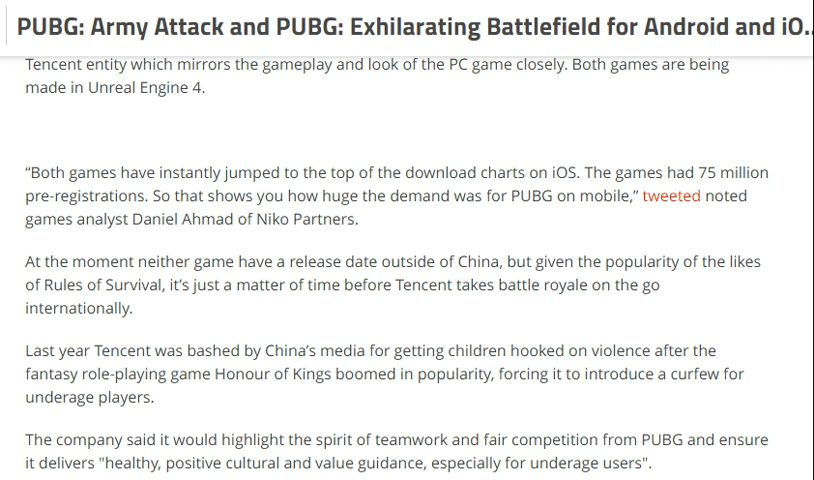 PUBG: Army Attack and PUBG: Exhilarating Battlefield for Android and iO..
Tencent entity which mirrors the gameplay and look of the PC game closely. Both games are being
made in Unreal Engine 4.
“Both games have instantly jumped to the top of the download charts on iOS. The games had 75 million
pre-registrations. So that shows you how huge the demand was for PUBG on mobile,” tweeted noted
games analyst Daniel Ahmad of Niko Partners.
At the moment neither game have a release date outside of China, but given the popularity of the likes
of Rules of Survival, it’s just a matter of time before Tencent takes battle royale on the go
internationally.
Last year Tencent was bashed by China’s media for getting children hooked on violence after the
fantasy role-playing game Honour of Kings boomed in popularity, forcing it to introduce a curfew for
underage players.
The company said it would highlight the spirit of teamwork and fair competition from PUBG and ensure
it delivers "healthy, positive cultural and value guidance, especially for underage users".